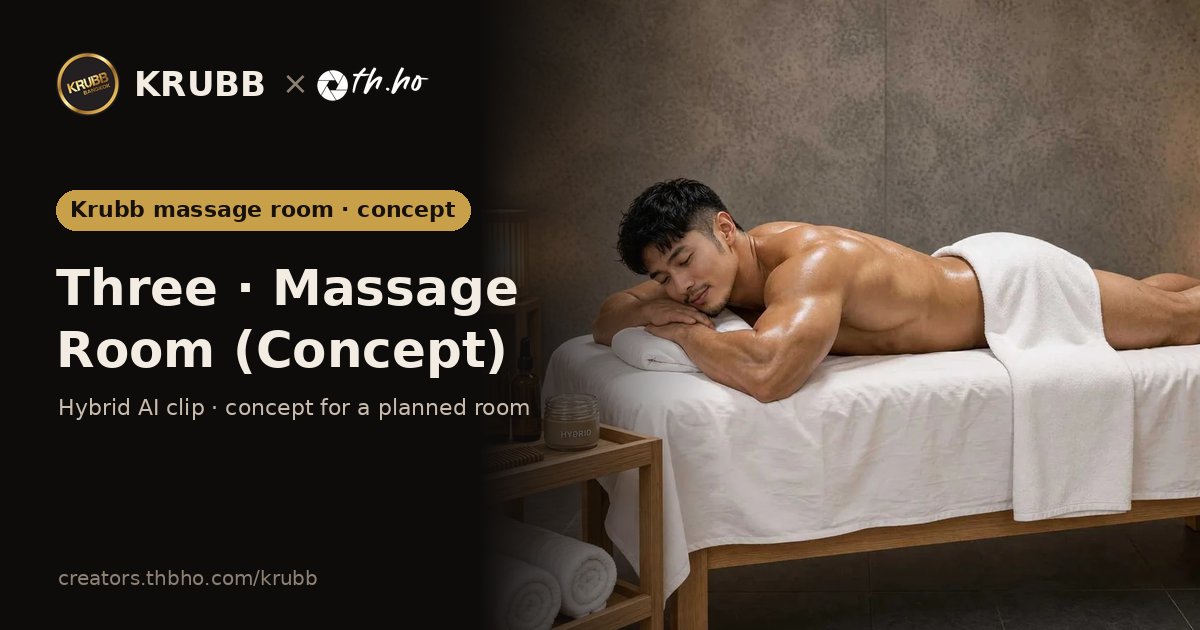 KRUBB
BANGKOK
KRUBB × th.ho
Krubb massage room · concept
Three · Massage
Room (Concept)
Hybrid AI clip · concept for a planned room
HYBRID
creators.thbho.com/krubb